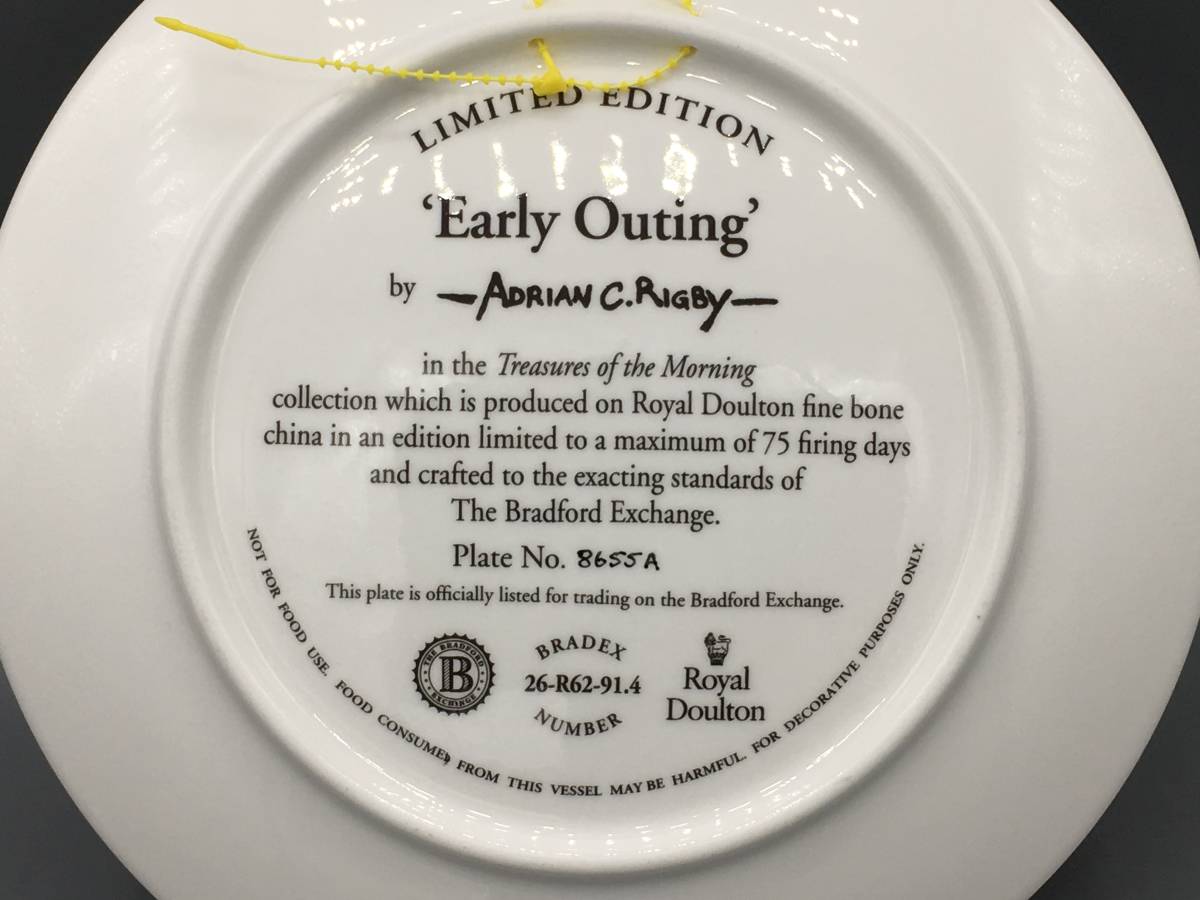 LIMITED EDITION
‘Early Outing’
by —ADRIAN C. RIGBY—
in the Treasures of the Morning
collection which is produced on Royal Doulton fine bone
china in an edition limited to a maximum of 75 firing days
and crafted to the exacting standards of
The Bradford Exchange.
Plate No. 8655A
This plate is officially listed for trading on the Bradford Exchange.
THE BRADFORD EXCHANGE
B
BRADEX
26-R62-91.4
NUMBER
Royal
Doulton
NOT FOR FOOD USE. FOOD CONSUMED FROM THIS VESSEL MAY BE HARMFUL. FOR DECORATIVE PURPOSES ONLY.